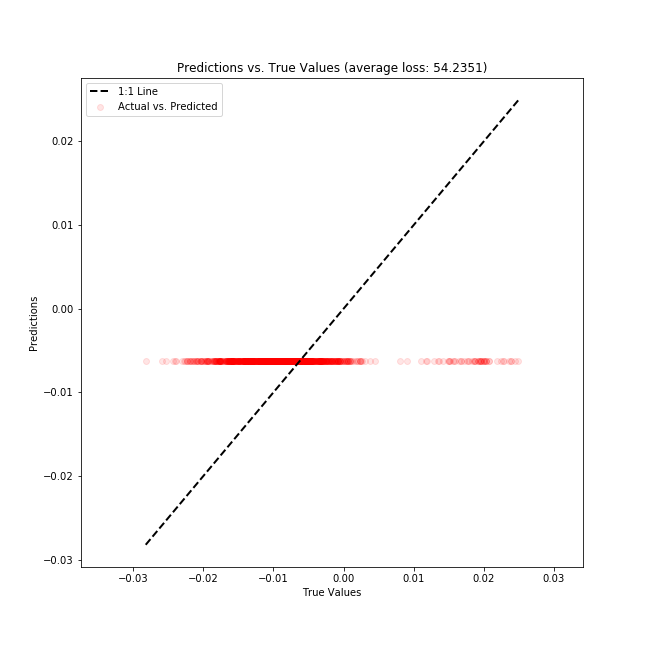 Predictions vs. True Values (average loss: 54.2351)
1:1 Line
Actual vs. Predicted
0.02
0.01
0.00
−0.01
−0.02
−0.03
Predictions
−0.03 −0.02 −0.01 0.00 0.01 0.02 0.03
True Values